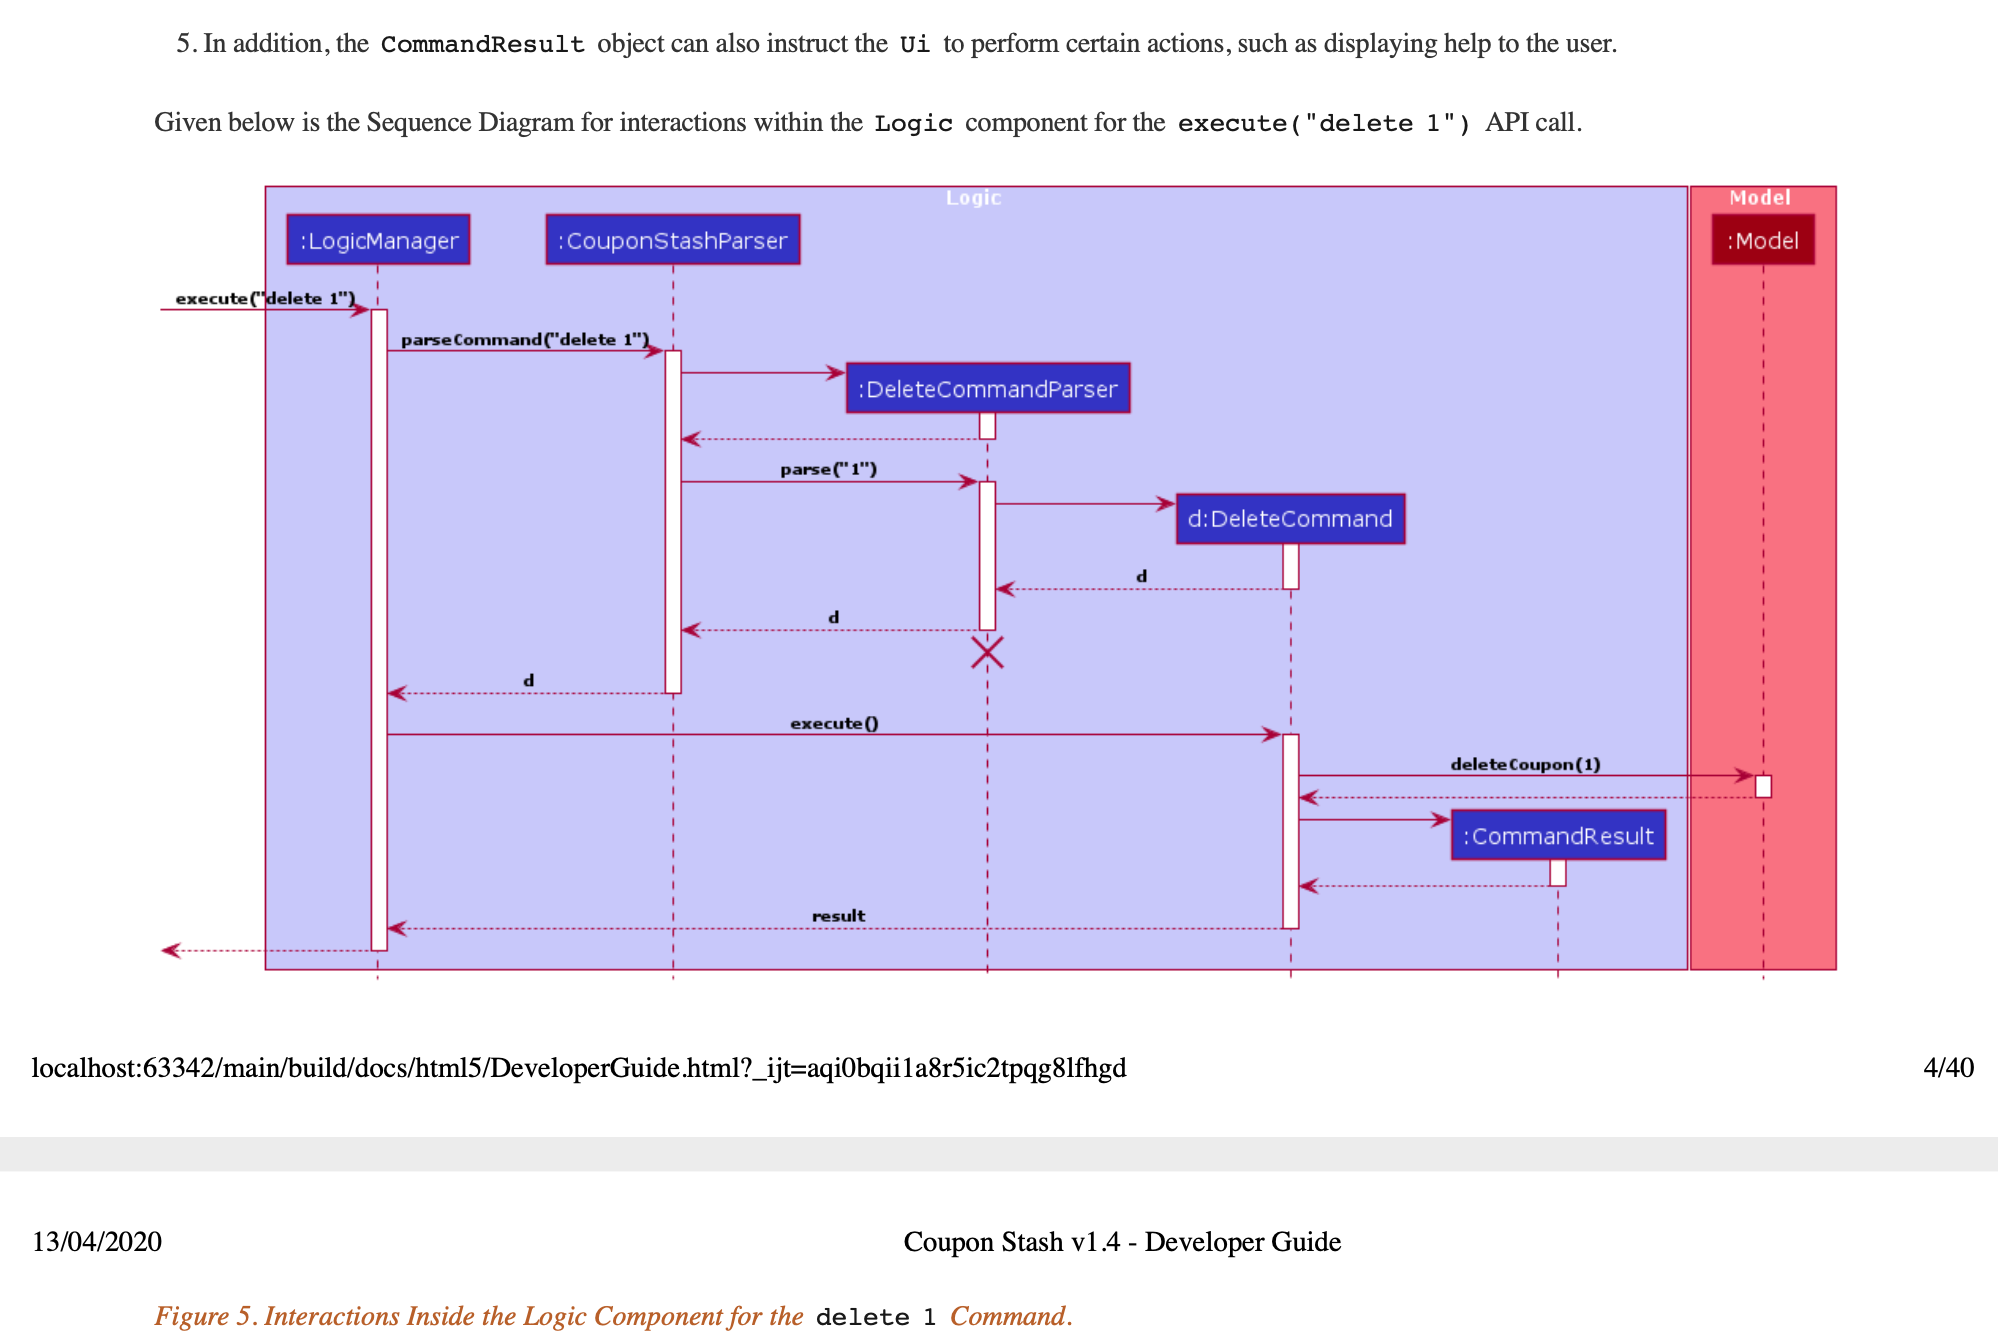 5. In addition, the CommandResult object can also instruct the Ui to perform certain actions, such as displaying help to the user.
Given below is the Sequence Diagram for interactions within the Logic component for the execute("delete 1") API call.
Logic
Model
:LogicManager
:CouponStashParser
:Model
execute("delete 1")
parseCommand("delete 1")
:DeleteCommandParser
parse("1")
d:DeleteCommand
d
d
d
execute()
deleteCoupon(1)
:CommandResult
result
localhost:63342/main/build/docs/html5/DeveloperGuide.html?_ijt=aqi0bqii1a8r5ic2tpqg8lfhgd
4/40
13/04/2020
Coupon Stash v1.4 - Developer Guide
Figure 5. Interactions Inside the Logic Component for the delete 1 Command.